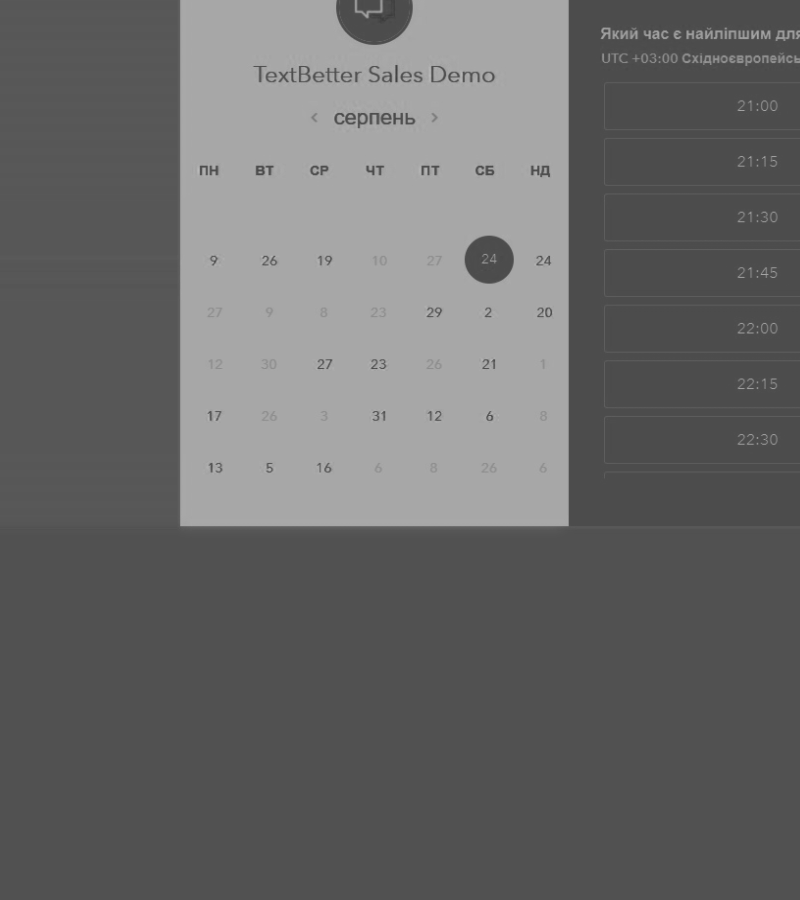 TextBetter Sales Demo
< серпень >
ПН ВТ СР ЧТ ПТ СБ НД
9 26 19 10 27 24 24
27 9 8 23 29 2 20
12 30 27 23 26 21 1
17 26 3 31 12 6 8
13 5 16 6 8 26 6
Який час є найліпшим для
UTC +03:00 Східноєвропейсь
21:00
21:15
21:30
21:45
22:00
22:15
22:30